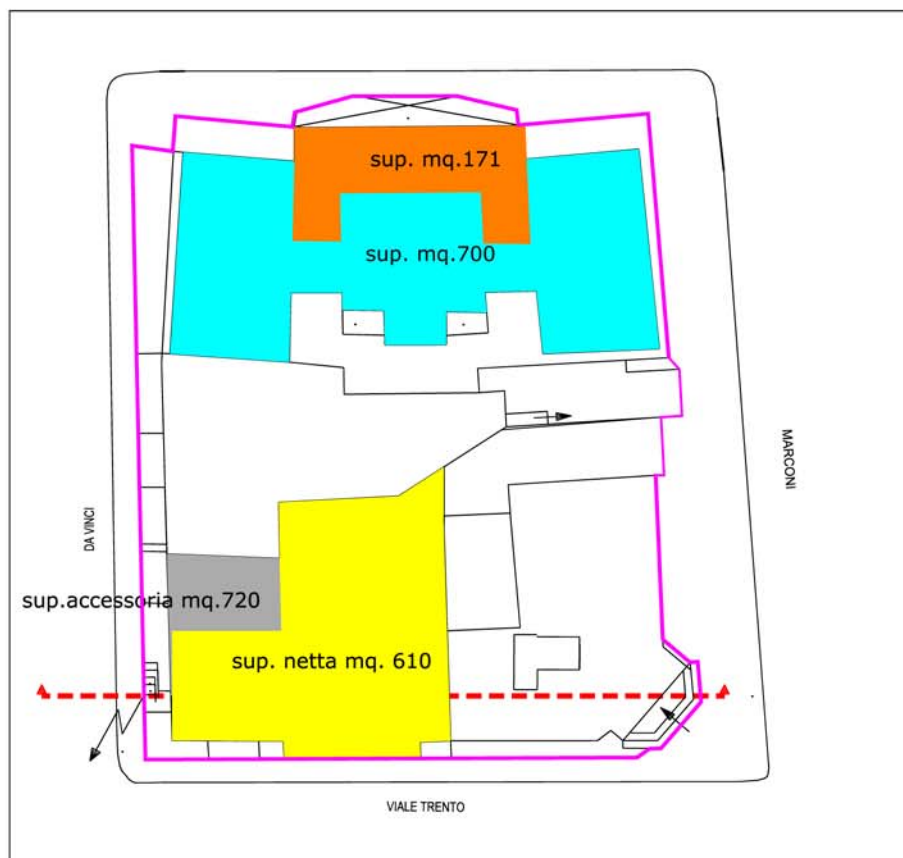 sup. mq.171
sup. mq.700
MARCONI
DA VINCI
sup.accessoria mq.720
sup. netta mq. 610
VIALE TRENTO